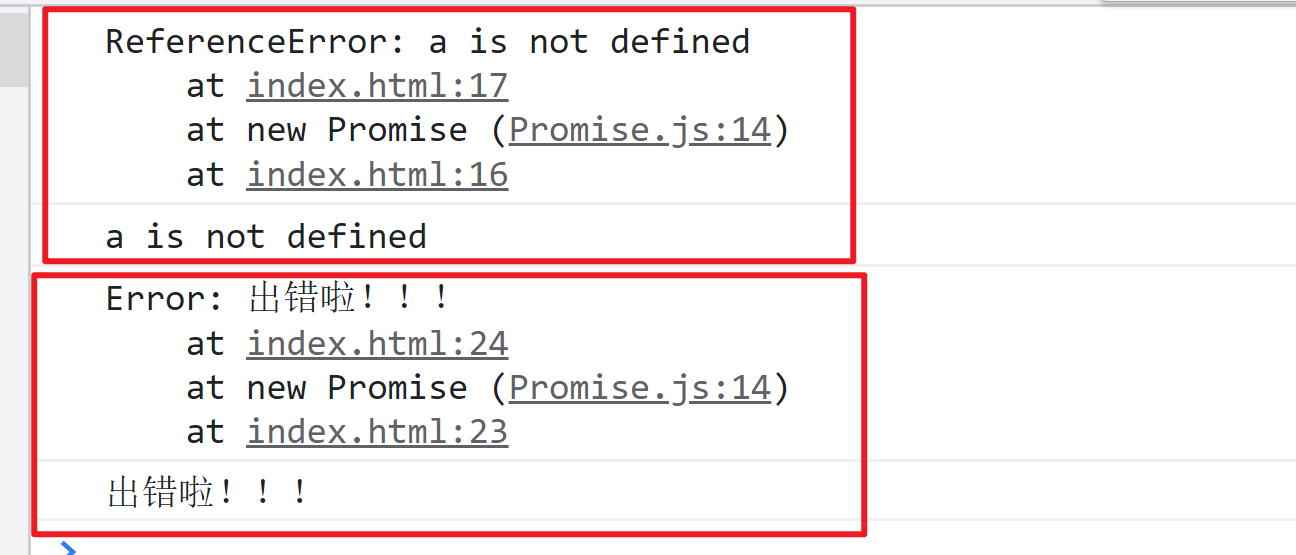 ReferenceError: a is not defined
at index.html:17
at new Promise (Promise.js:14)
at index.html:16
a is not defined
Error: 出错啦！！！
at index.html:24
at new Promise (Promise.js:14)
at index.html:23
出错啦！！！